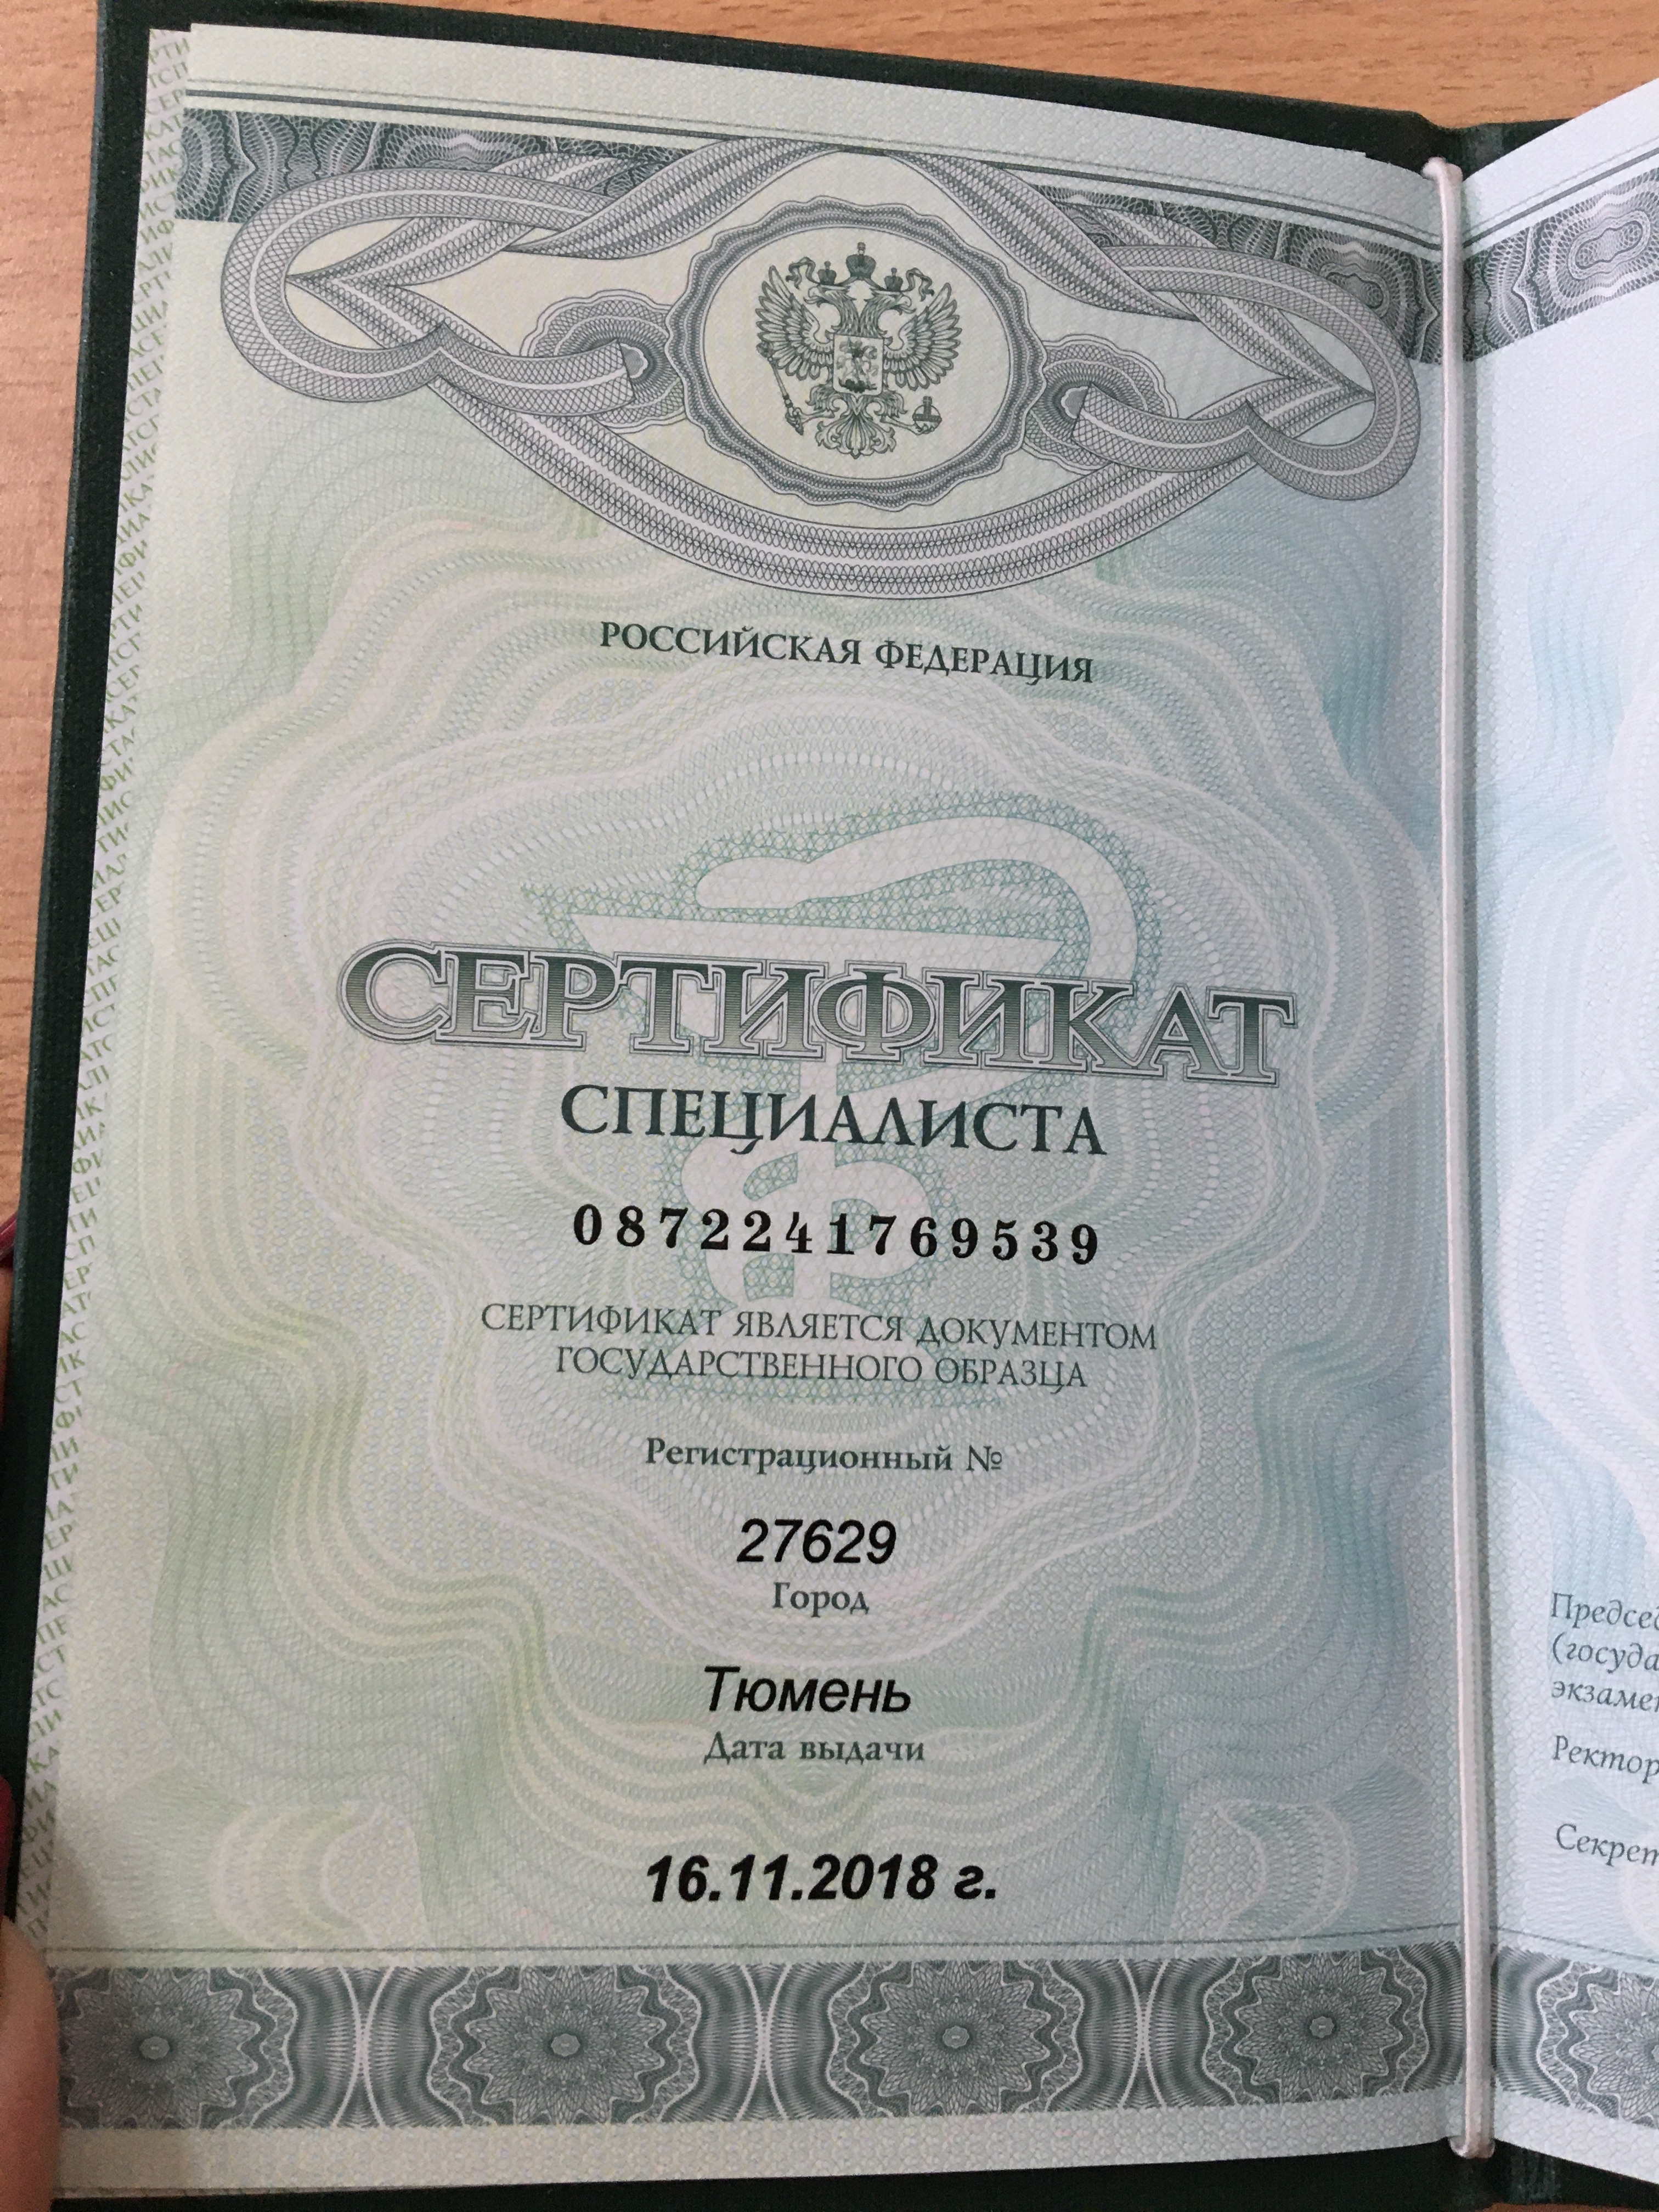 РОССИЙСКАЯ ФЕДЕРАЦИЯ
СЕРТИФИКАТ
СПЕЦИАЛИСТА
0872241769539
СЕРТИФИКАТ ЯВЛЯЕТСЯ ДОКУМЕНТОМ
ГОСУДАРСТВЕННОГО ОБРАЗЦА
Регистрационный №
27629
Город
Тюмень
Дата выдачи
16.11.2018 г.
Ректор